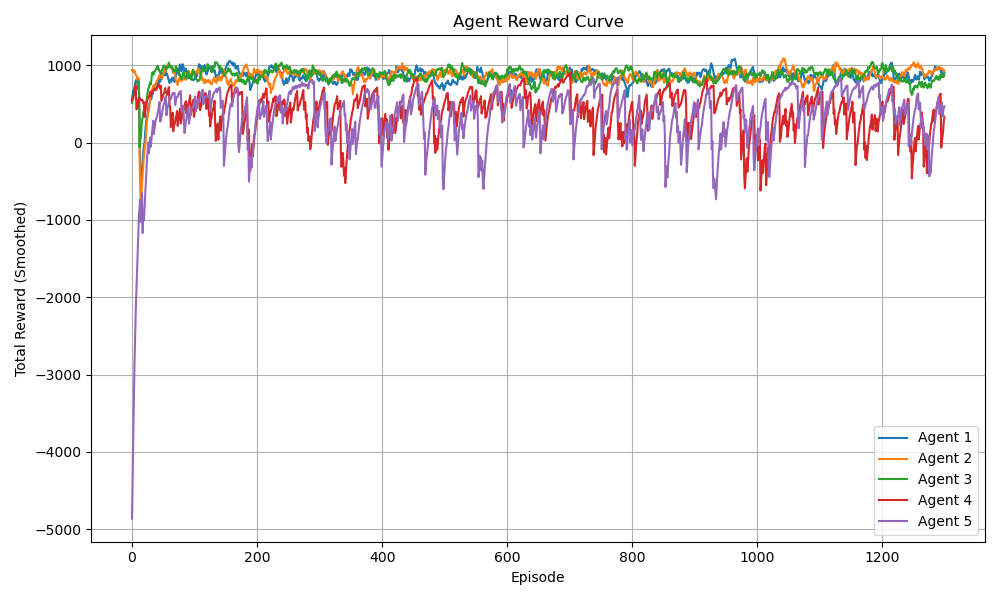 Agent Reward Curve
Total Reward (Smoothed)
1000
0
−1000
−2000
−3000
−4000
−5000
0 200 400 600 800 1000 1200
Episode
Agent 1
Agent 2
Agent 3
Agent 4
Agent 5